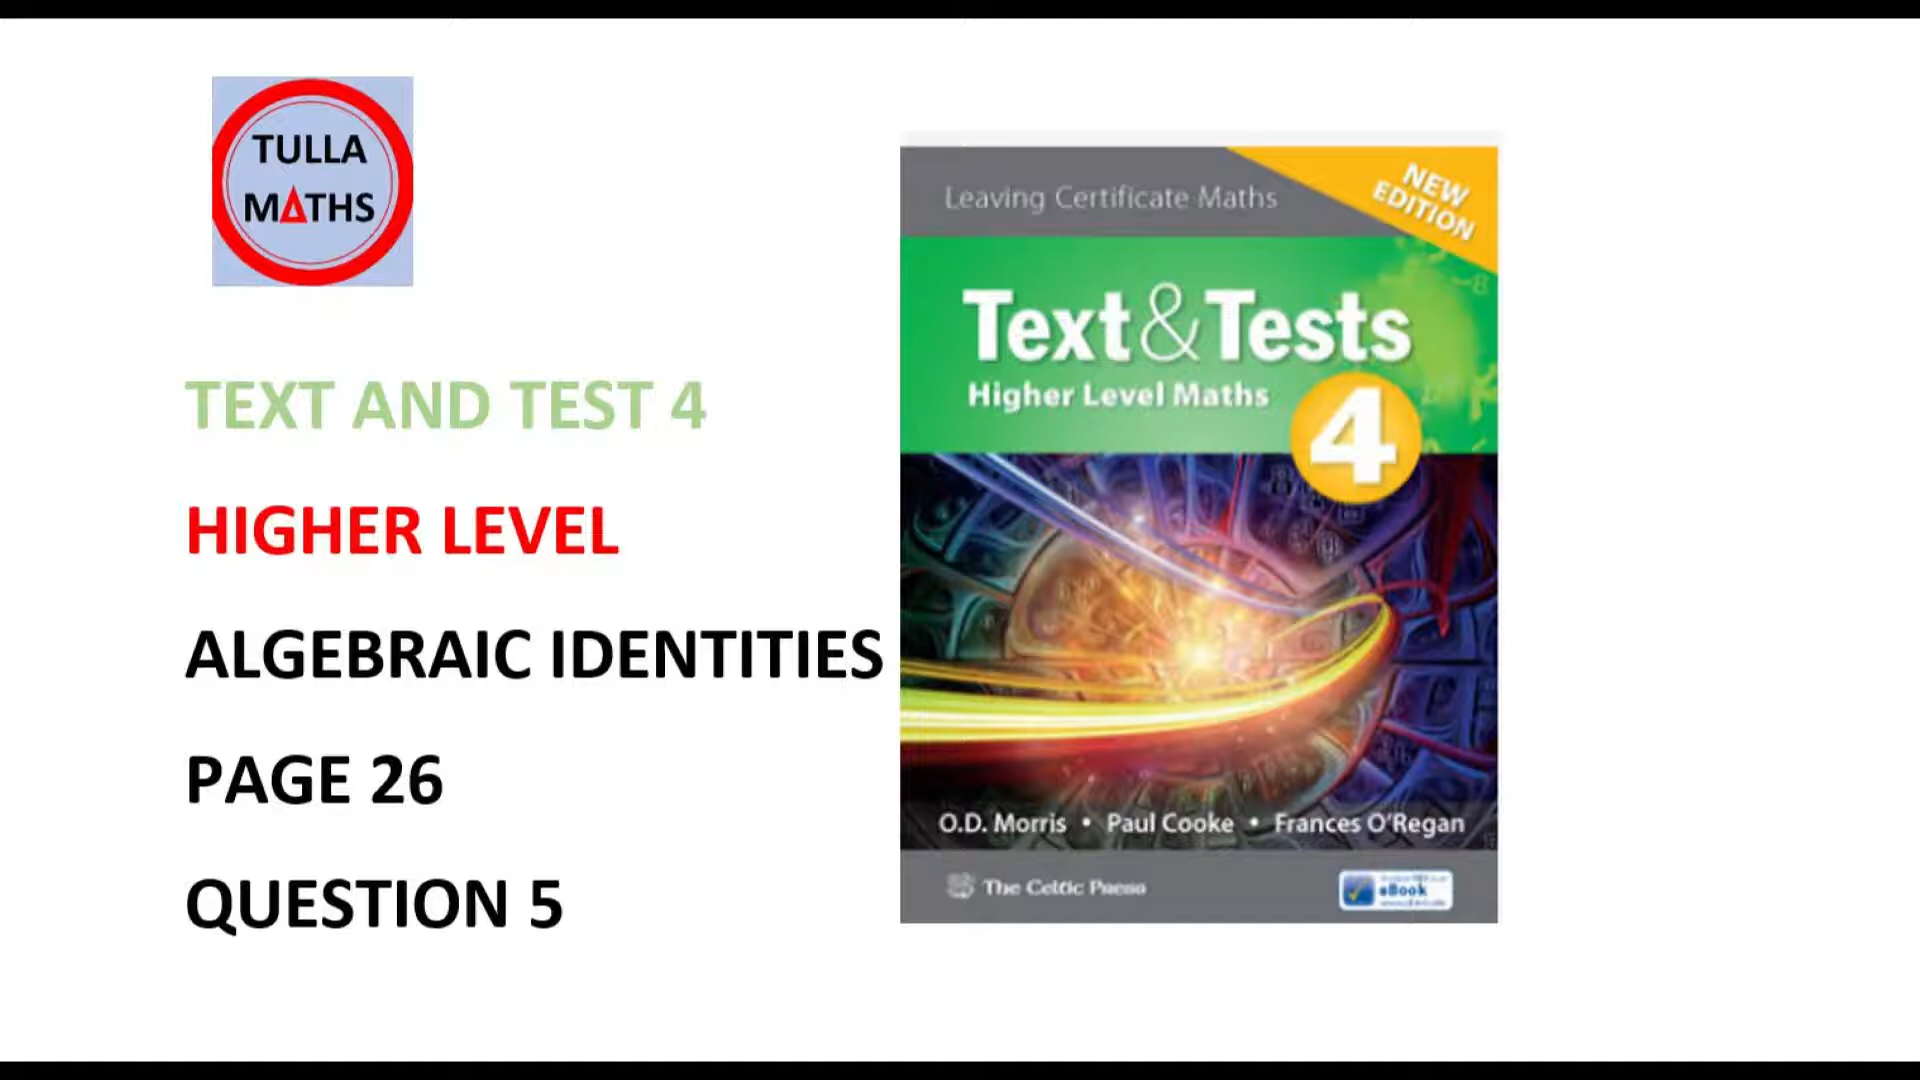 TULLA
MATHS
TEXT AND TEST 4
HIGHER LEVEL
ALGEBRAIC IDENTITIES
PAGE 26
QUESTION 5
Leaving Certificate Maths
NEW
EDITION
Text & Tests
Higher Level Maths
4
O.D. Morris • Paul Cooke • Frances O'Regan
The Celtic Press
eBook